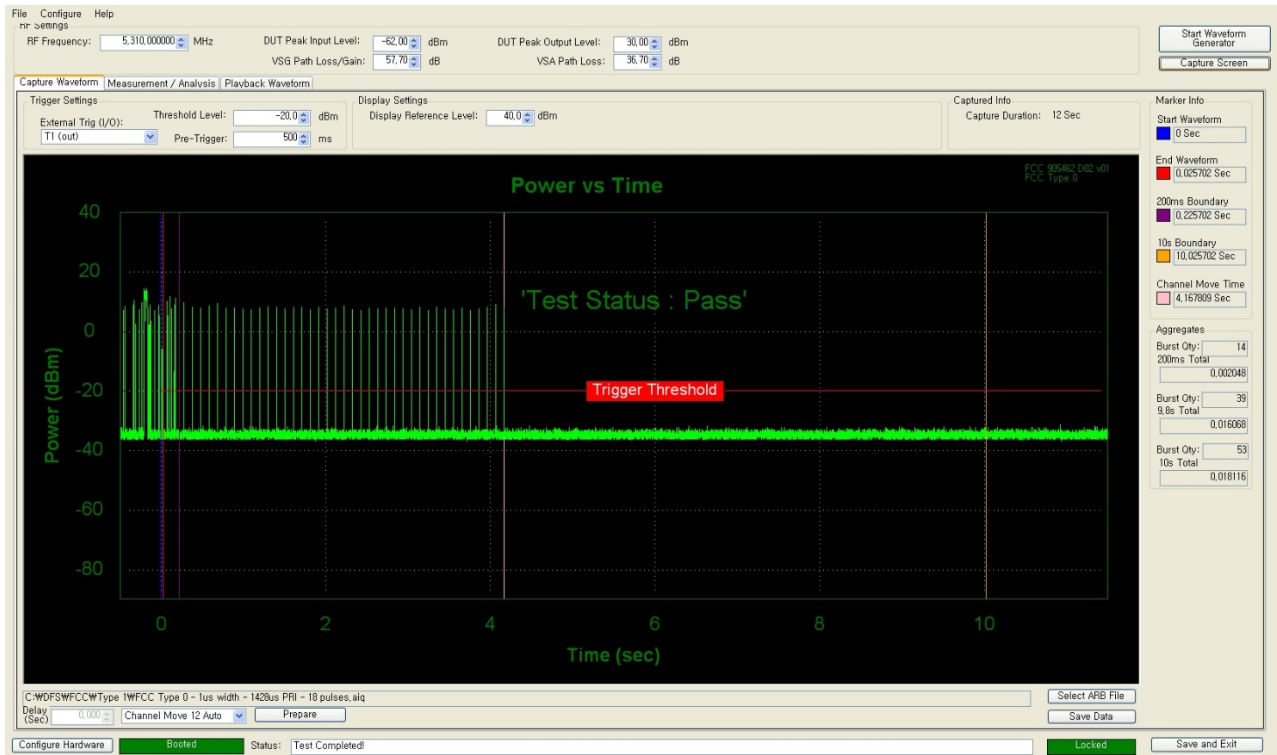 File Configure Help
RF Settings
RF Frequency: 5,310,000000 MHz DUT Peak Input Level: -62,00 dBm DUT Peak Output Level: 30,00 dBm
VSG Path Loss/Gain: 57,70 dB VSA Path Loss: 36,70 dB
Start Waveform Generator
Capture Screen
Capture Waveform Measurement / Analysis Playback Waveform
Trigger Settings
External Trig (I/O): Threshold Level: -20,0 dBm
T1 (out) Pre-Trigger: 500 ms
Display Settings
Display Reference Level: 40,0 dBm
Captured Info
Capture Duration: 12 Sec
Marker Info
Start Waveform
0 Sec
End Waveform
0,025702 Sec
200ms Boundary
0,225702 Sec
10s Boundary
10,025702 Sec
Channel Move Time
4,167809 Sec
Aggregates
Burst Qty: 14
200ms Total
0,002048
Burst Qty: 39
9,8s Total
0,016068
Burst Qty: 53
10s Total
0,018116
FCC 905462 D02 v01
FCC Type 0
Power vs Time
'Test Status : Pass'
Trigger Threshold
Power (dBm)
40
20
0
-20
-40
-60
-80
0 2 4 6 8 10
Time (sec)
C:₩DFS₩FCC₩Type 1₩FCC Type 0 - 1us width - 1428us PRI - 18 pulses.aiq
Select ARB File
Delay (Sec) 0,000 Channel Move 12 Auto Prepare
Save Data
Configure Hardware Booted Status: Test Completed! Locked Save and Exit